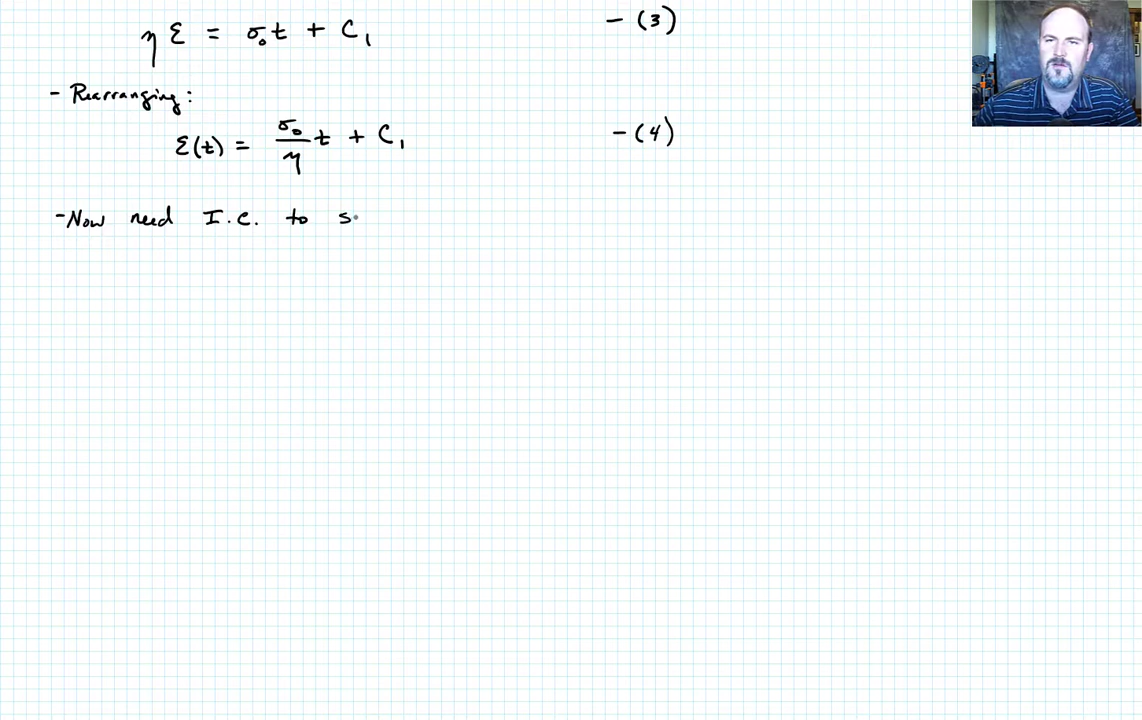 η ε = σ₀t + C₁ - (3)
- Rearranging:
ε(t) = σ₀/η t + C₁ - (4)
- Now need I.C. to s